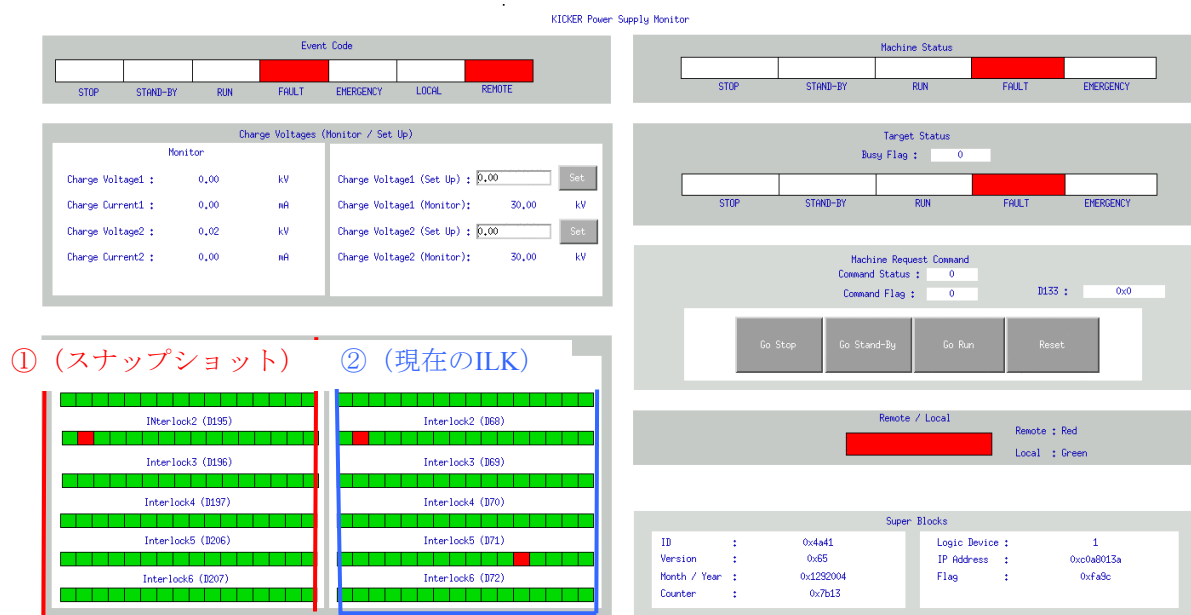 KICKER Power Supply Monitor
Event Code
STOP STAND-BY RUN FAULT EMERGENCY LOCAL REMOTE
Charge Voltages (Monitor / Set Up)
Monitor
Charge Voltage1 : 0.00 kV
Charge Current1 : 0.00 mA
Charge Voltage2 : 0.02 kV
Charge Current2 : 0.00 mA
Charge Voltage1 (Set Up) : 0.00 Set
Charge Voltage1 (Monitor): 30.00 kV
Charge Voltage2 (Set Up) : 0.00 Set
Charge Voltage2 (Monitor): 30.00 kV
①（スナップショット）
INterlock2 (D195)
Interlock3 (D196)
Interlock4 (D197)
Interlock5 (D206)
Interlock6 (D207)
②（現在のILK）
Interlock2 (D68)
Interlock3 (D69)
Interlock4 (D70)
Interlock5 (D71)
Interlock6 (D72)
Machine Status
STOP STAND-BY RUN FAULT EMERGENCY
Target Status
Busy Flag : 0
STOP STAND-BY RUN FAULT EMERGENCY
Machine Request Command
Command Status : 0
Command Flag : 0 D133 : 0x0
Go Stop Go Stand-By Go Run Reset
Remote / Local
Remote : Red
Local : Green
Super Blocks
ID : 0x4a41
Version : 0x65
Month / Year : 0x1292004
Counter : 0x7b13
Logic Device : 1
IP Address : 0xc0a8013a
Flag : 0xfa9c